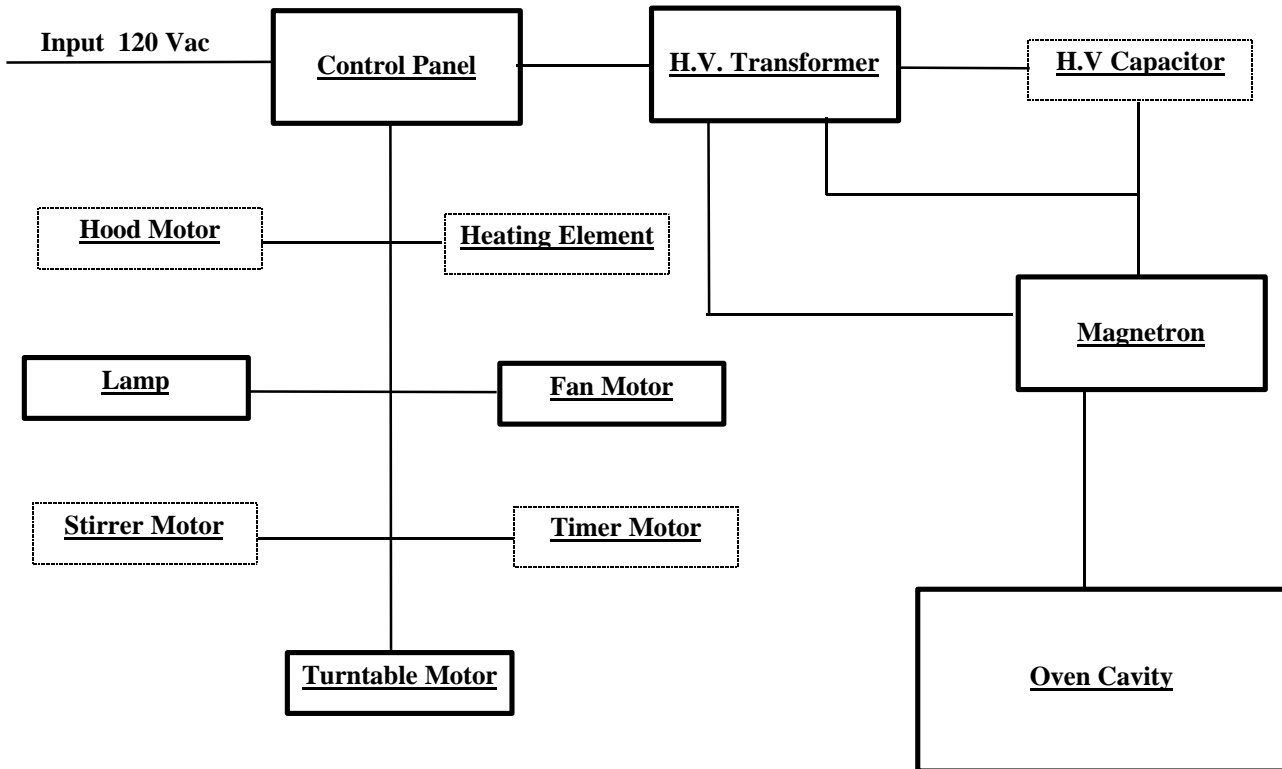 Input 120 Vac
Control Panel
H.V. Transformer
H.V Capacitor
Hood Motor
Heating Element
Magnetron
Lamp
Fan Motor
Stirrer Motor
Timer Motor
Turntable Motor
Oven Cavity